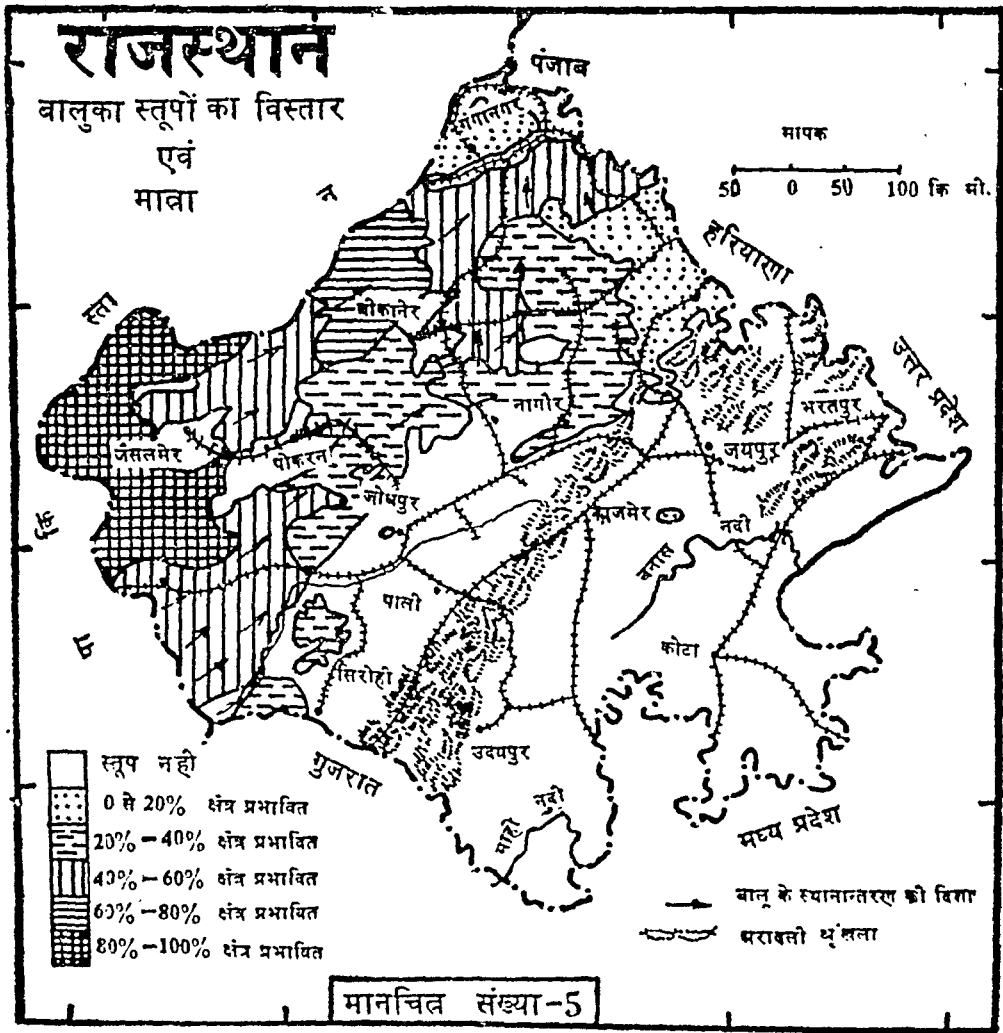 राजस्थान
बालुका स्तूपों का विस्तार
एवं
मात्रा
पंजाब
मापक
50 0 50 100 कि मी.
गंगानगर
हरियाणा
उत्तर प्रदेश
पा कि स्ता न
बीकानेर
नागोर
भरतपुर
जयपुर
जैसलमेर
पोकरन
जोधपुर
अजमेर
बनास नदी
पाली
कोटा
सिरोही
उदयपुर
गुजरात
माही नदी
मध्य प्रदेश
स्तूप नही
0 से 20% क्षेत्र प्रभावित
20%-40% क्षेत्र प्रभावित
40%-60% क्षेत्र प्रभावित
60%-80% क्षेत्र प्रभावित
80%-100% क्षेत्र प्रभावित
बालू के स्थानान्तरण की दिशा
अरावली श्रृंखला
मानचित्र संख्या-5